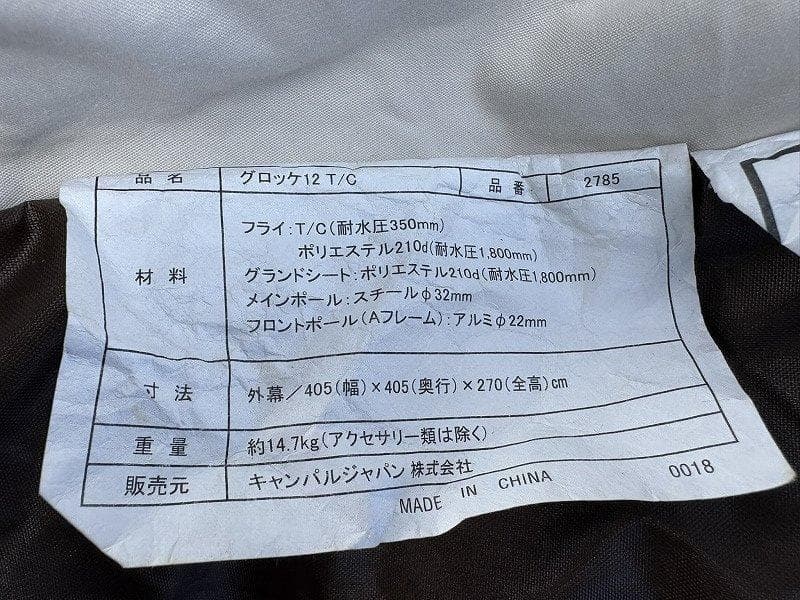 品名 グロッケ12 T/C 品番 2785
フライ:T/C(耐水圧350mm)
ポリエステル210d(耐水圧1,800mm)
材料 グランドシート:ポリエステル210d(耐水圧1,800mm)
メインポール:スチールφ32mm
フロントポール(Aフレーム):アルミφ22mm
寸法 外幕/405(幅)×405(奥行)×270(全高)cm
重量 約14.7kg(アクセサリー類は除く)
販売元 キャンパルジャパン株式会社
MADE IN CHINA 0018